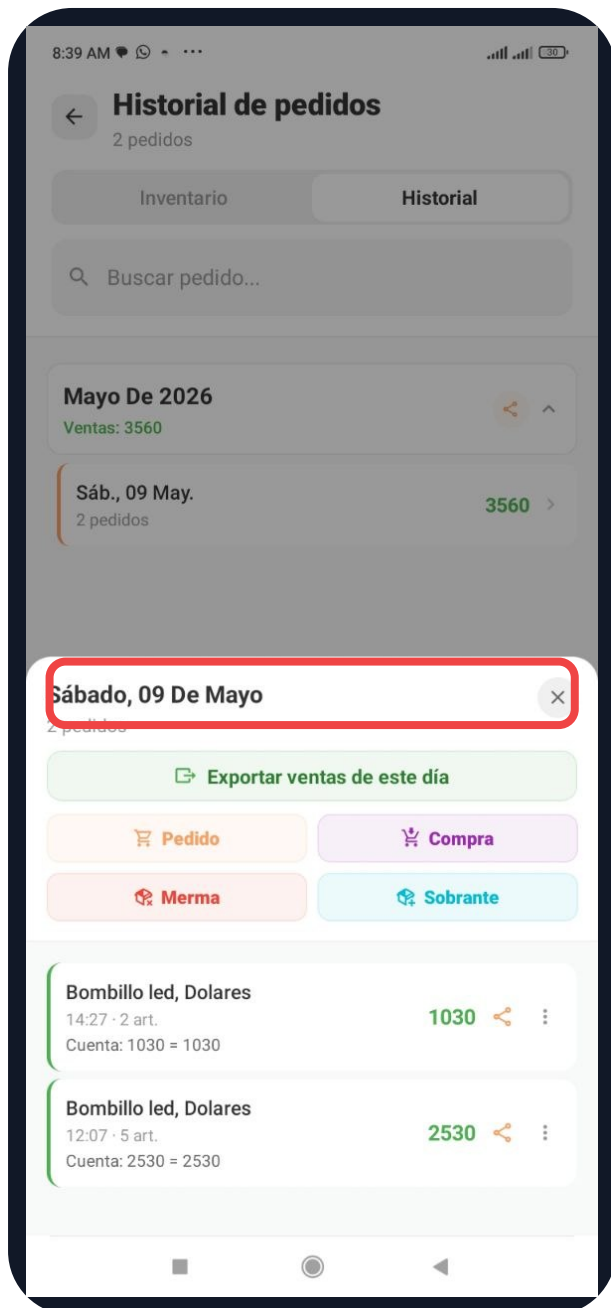 8:39 AM
30
Historial de pedidos
2 pedidos
Inventario
Historial
Buscar pedido...
Mayo De 2026
Ventas: 3560
Sáb., 09 May.
2 pedidos
3560
Sábado, 09 De Mayo
2 pedidos
Exportar ventas de este día
Pedido
Compra
Merma
Sobrante
Bombillo led, Dolares
14:27 · 2 art.
Cuenta: 1030 = 1030
1030
Bombillo led, Dolares
12:07 · 5 art.
Cuenta: 2530 = 2530
2530